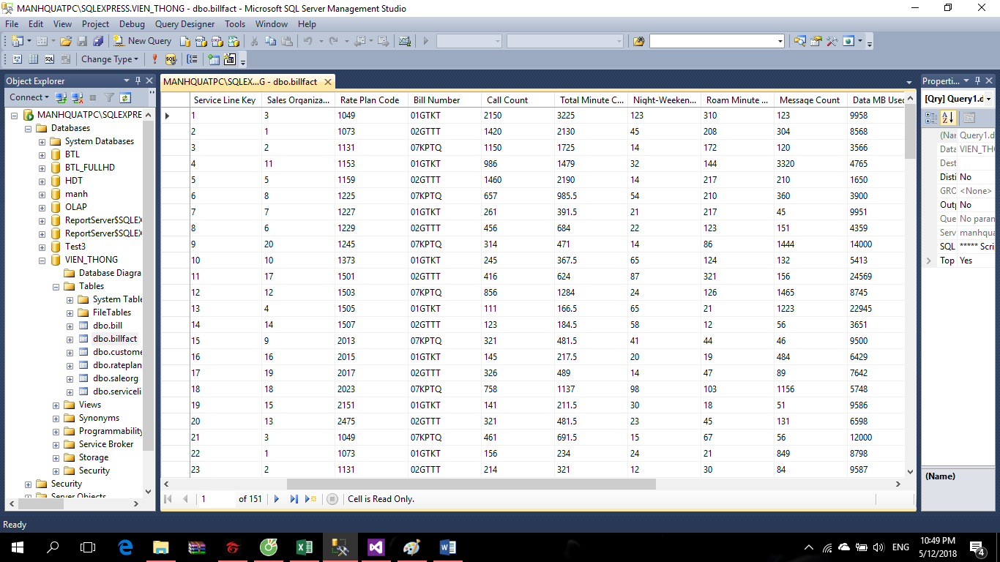 MANHQUATPC\SQLEXPRESS.VIEN_THONG - dbo.billfact - Microsoft SQL Server Management Studio
File Edit View Project Debug Query Designer Tools Window Help
New Query
Change Type
Object Explorer
Connect
MANHQUATPC\SQLEXPRE
Databases
System Databases
BTL
BTL_FULLHD
HDT
manh
OLAP
ReportServer$SQLEX
ReportServer$SQLEX
Test3
VIEN_THONG
Database Diagra
Tables
System Table
FileTables
dbo.bill
dbo.billfact
dbo.custome
dbo.rateplan
dbo.saleorg
dbo.serviceli
Views
Synonyms
Programmability
Service Broker
Storage
Security
Security
Server Objects
MANHQUATPC\SQLEX...G - dbo.billfact
Service Line Key Sales Organiza... Rate Plan Code Bill Number Call Count Total Minute C... Night-Weeken... Roam Minute ... Message Count Data MB Used
1 3 1049 01GTKT 2150 3225 123 310 123 9958
2 1 1073 02GTTT 1420 2130 45 208 304 8568
3 2 1131 07KPTQ 1150 1725 14 172 120 3566
4 11 1153 01GTKT 986 1479 32 144 3320 4765
5 5 1159 02GTTT 1460 2190 14 217 210 1650
6 8 1225 07KPTQ 657 985.5 54 210 360 3900
7 7 1227 01GTKT 261 391.5 21 217 45 9951
8 6 1229 02GTTT 456 684 22 123 151 4359
9 20 1245 07KPTQ 314 471 14 86 1444 14000
10 10 1373 01GTKT 245 367.5 65 124 132 5413
11 17 1501 02GTTT 416 624 87 321 156 24569
12 12 1503 07KPTQ 856 1284 24 126 1465 8745
13 4 1505 01GTKT 111 166.5 65 21 1223 22945
14 14 1507 02GTTT 123 184.5 58 12 56 3651
15 9 2013 07KPTQ 321 481.5 41 44 46 9500
16 16 2015 01GTKT 145 217.5 20 19 484 6429
17 19 2017 02GTTT 326 489 14 47 89 7642
18 18 2023 07KPTQ 758 1137 98 103 1156 5748
19 15 2151 01GTKT 141 211.5 30 18 51 9586
20 13 2475 02GTTT 321 481.5 23 45 131 6598
21 3 1049 07KPTQ 461 691.5 15 67 56 12000
22 1 1073 01GTKT 156 234 24 21 849 8798
23 2 1131 02GTTT 214 321 12 30 84 9587
1 of 151 Cell is Read Only.
Properti...
[Qry] Query1.d
(Nar Query1.d
Data VIEN_THO
Dest
Disti No
GRC <None>
Outp No
Que No param
Serv manhqua
SQL ***** Scri
Top Yes
(Name)
Ready
ENG
10:49 PM
5/12/2018
4